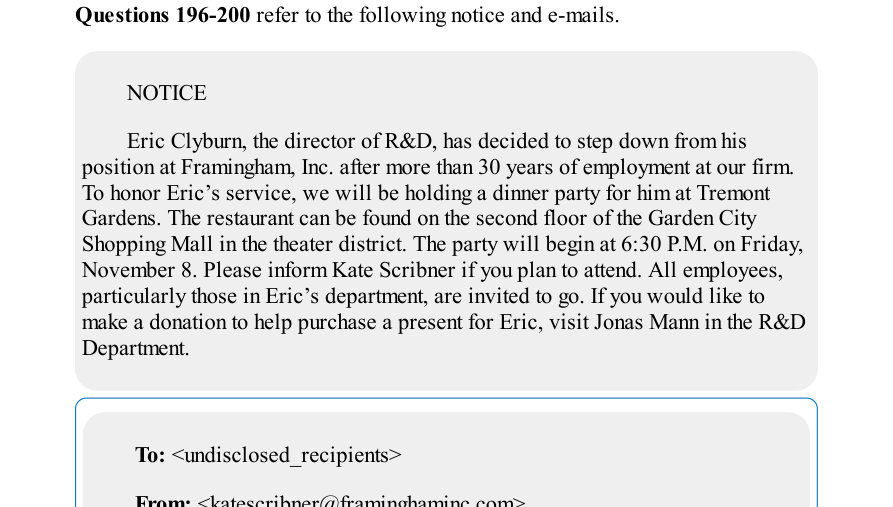 Questions 196-200 refer to the following notice and e-mails.
NOTICE
Eric Clyburn, the director of R&D, has decided to step down from his
position at Framingham, Inc. after more than 30 years of employment at our firm.
To honor Eric’s service, we will be holding a dinner party for him at Tremont
Gardens. The restaurant can be found on the second floor of the Garden City
Shopping Mall in the theater district. The party will begin at 6:30 P.M. on Friday,
November 8. Please inform Kate Scribner if you plan to attend. All employees,
particularly those in Eric’s department, are invited to go. If you would like to
make a donation to help purchase a present for Eric, visit Jonas Mann in the R&D
Department.
To: <undisclosed_recipients>
From: <katescribner@framinghaminc.com>